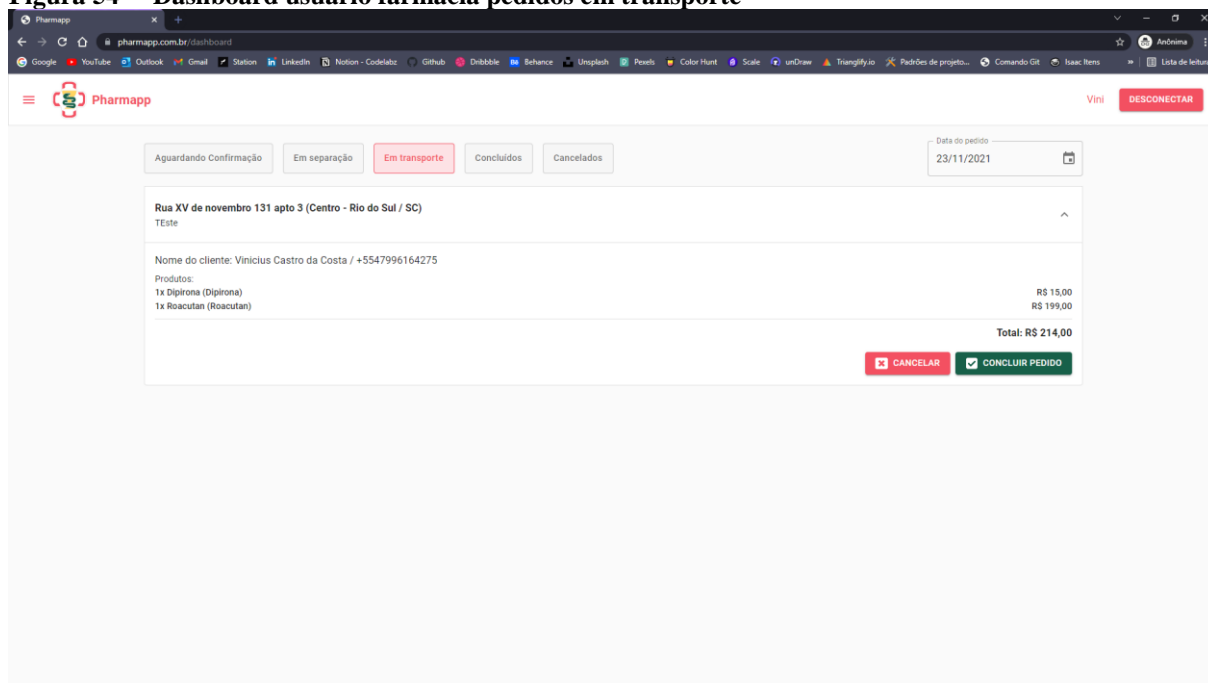 Figura 54 – Dashboard usuário farmácia pedidos em transporte
Pharmapp
pharmapp.com.br/dashboard
Anônima
Google YouTube Outlook Gmail Station LinkedIn Notion - Codelabz Github Dribbble Behance Unsplash Pexels Color Hunt Scale unDraw Trianglify.io Padrões de projeto... Comando Git Isaac Itens » Lista de leitura
Pharmapp
Vini DESCONECTAR
Aguardando Confirmação Em separação Em transporte Concluídos Cancelados
Data do pedido
23/11/2021
Rua XV de novembro 131 apto 3 (Centro - Rio do Sul / SC)
TEste
Nome do cliente: Vinicius Castro da Costa / +5547996164275
Produtos:
1x Dipirona (Dipirona) R$ 15,00
1x Roacutan (Roacutan) R$ 199,00
Total: R$ 214,00
CANCELAR CONCLUIR PEDIDO